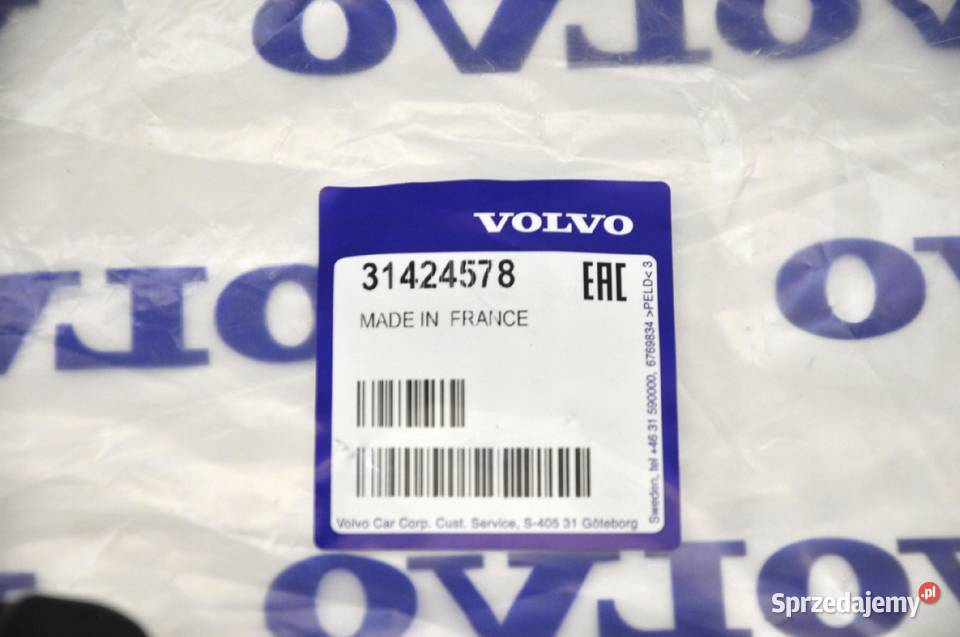 VOLVO
VOLVO
31424578
EAC
MADE IN FRANCE
Volvo Car Corp. Cust. Service, S-405 31 Göteborg
Sweden, tel +46 31 590000, 6769834 >PELD< 3
Sprzedajemy.pl